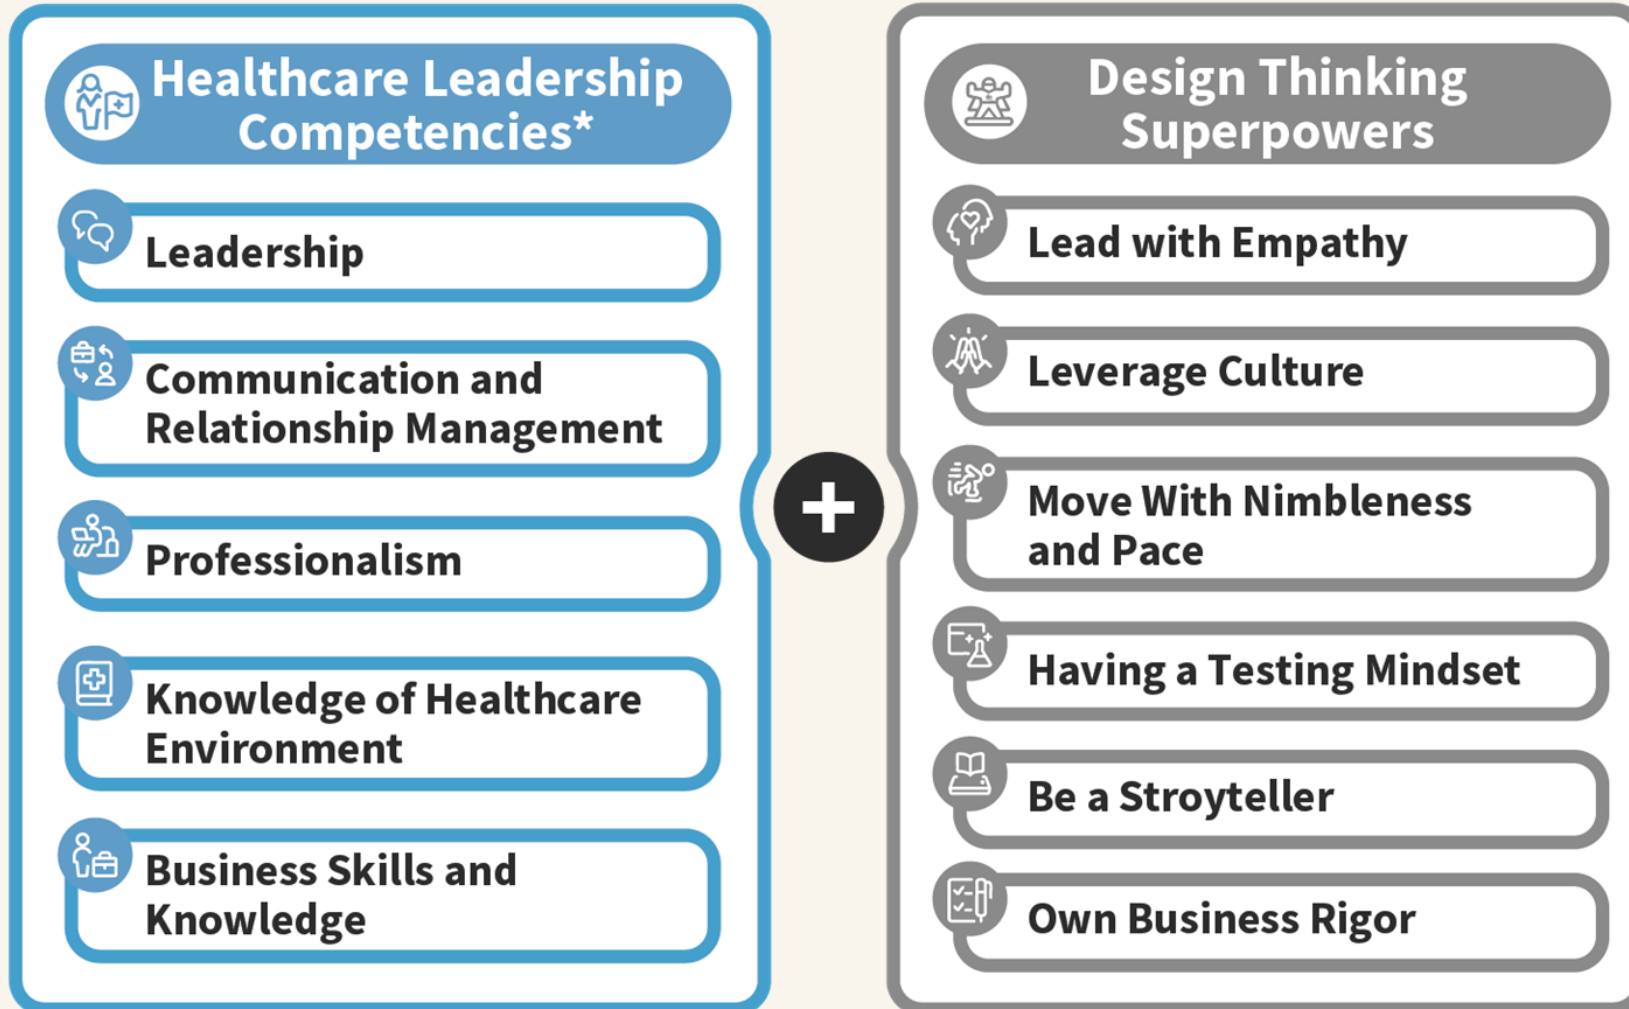 Healthcare Leadership
Competencies*
Leadership
Communication and
Relationship Management
Professionalism
Knowledge of Healthcare
Environment
Business Skills and
Knowledge
+
Design Thinking
Superpowers
Lead with Empathy
Leverage Culture
Move With Nimbleness
and Pace
Having a Testing Mindset
Be a Stroyteller
Own Business Rigor